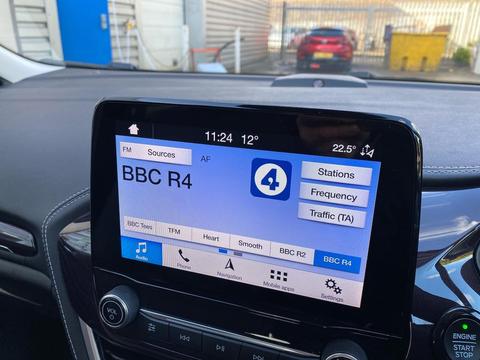 11:24 12° 22.5°
FM Sources AF
BBC R4
4
Stations
Frequency
Traffic (TA)
BBC Tees TFM Heart Smooth BBC R2 BBC R4
Audio Phone Navigation Mobile apps Settings
VOL
ENGINE
START
STOP